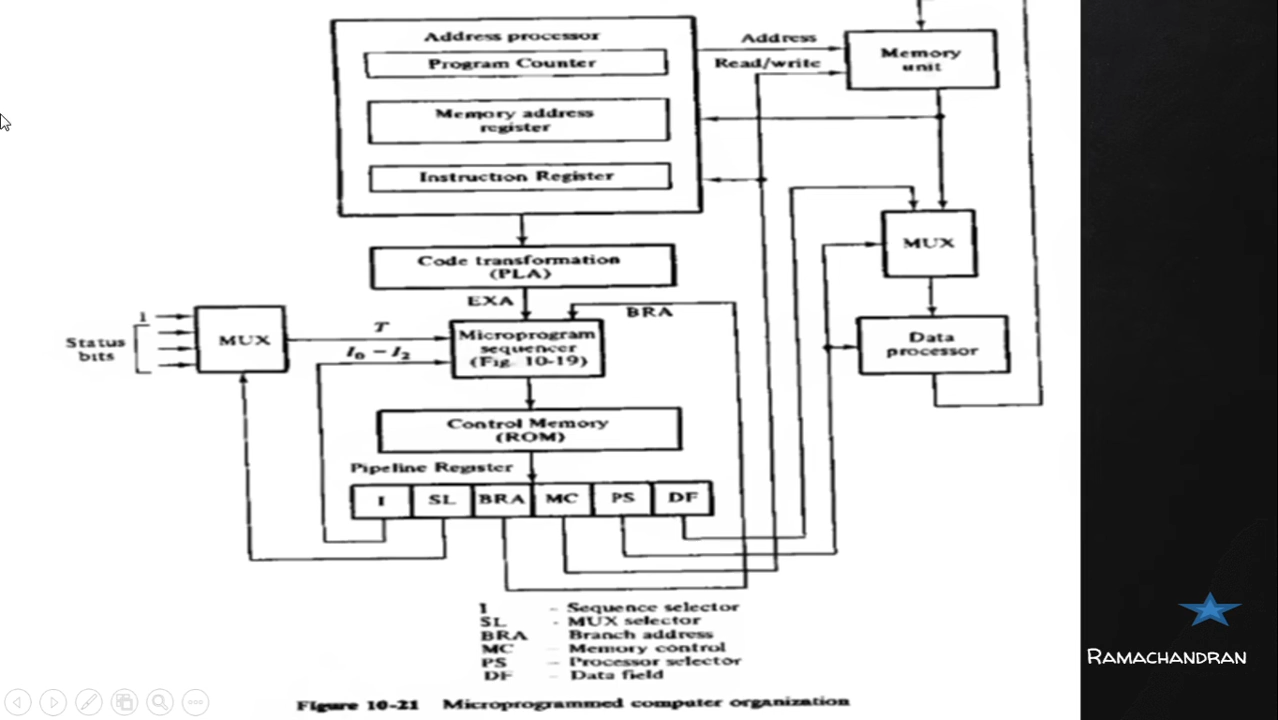 Address processor
Program Counter
Memory address
register
Instruction Register
Address
Read/write
Memory
unit
MUX
Data
processor
Code transformation
(PLA)
EXA
BRA
1
Status
bits
MUX
T
I₀ – I₂
Microprogram
sequencer
(Fig. 10-19)
Control Memory
(ROM)
Pipeline Register
I SL BRA MC PS DF
I - Sequence selector
SL - MUX selector
BRA Branch address
MC – Memory control
PS – Processor selector
DF – Data field
Figure 10-21 Microprogrammed computer organization
RAMACHANDRAN